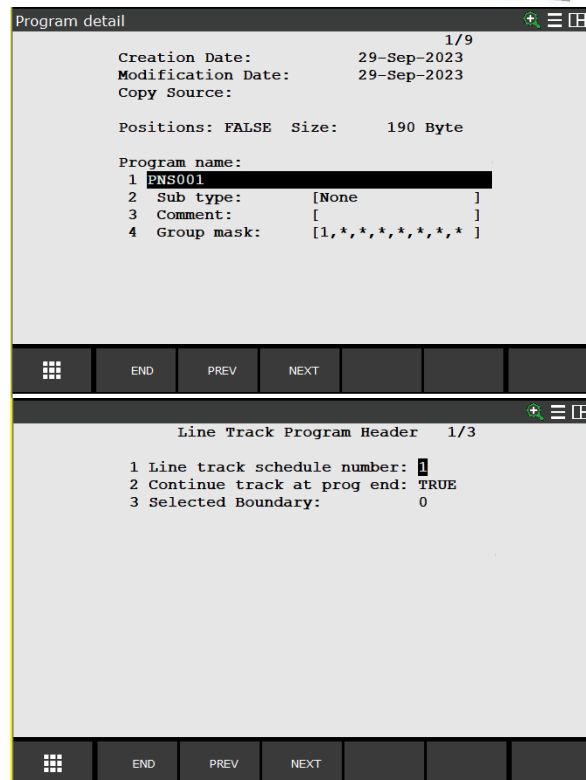 Program detail
1/9
Creation Date: 29-Sep-2023
Modification Date: 29-Sep-2023
Copy Source:
Positions: FALSE Size: 190 Byte
Program name:
1 PNS001
2 Sub type: [None ]
3 Comment: [ ]
4 Group mask: [1,*,*,*,*,*,*,* ]
END PREV NEXT
Line Track Program Header 1/3
1 Line track schedule number: 1
2 Continue track at prog end: TRUE
3 Selected Boundary: 0
END PREV NEXT